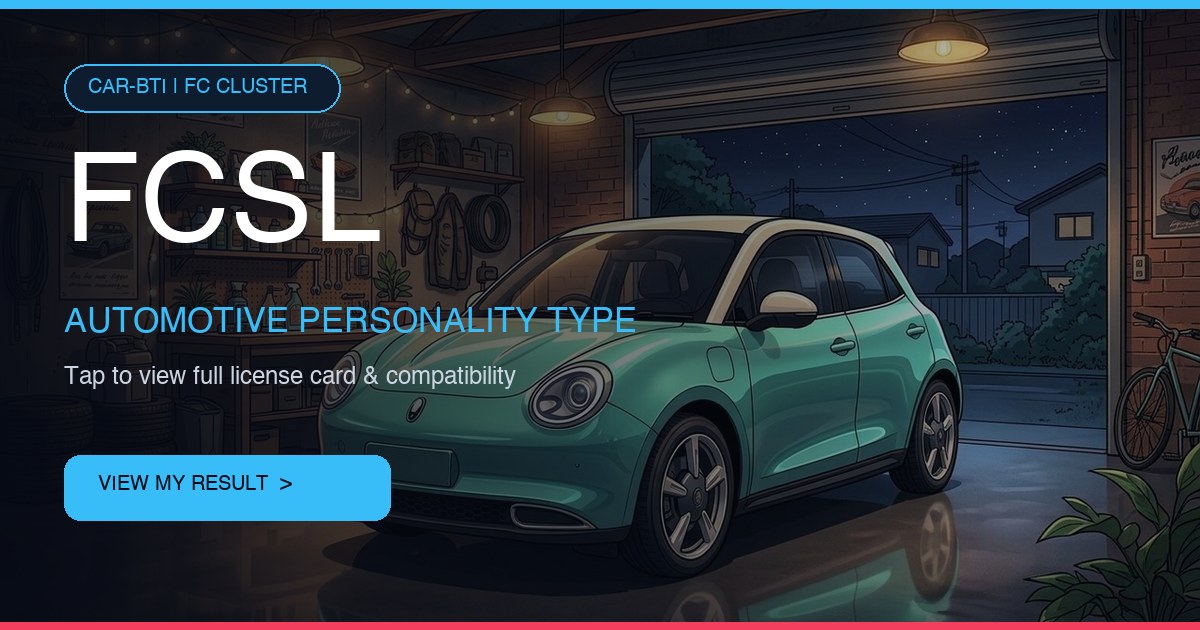 CAR-BTI | FC CLUSTER
FCSL
AUTOMOTIVE PERSONALITY TYPE
Tap to view full license card & compatibility
VIEW MY RESULT >